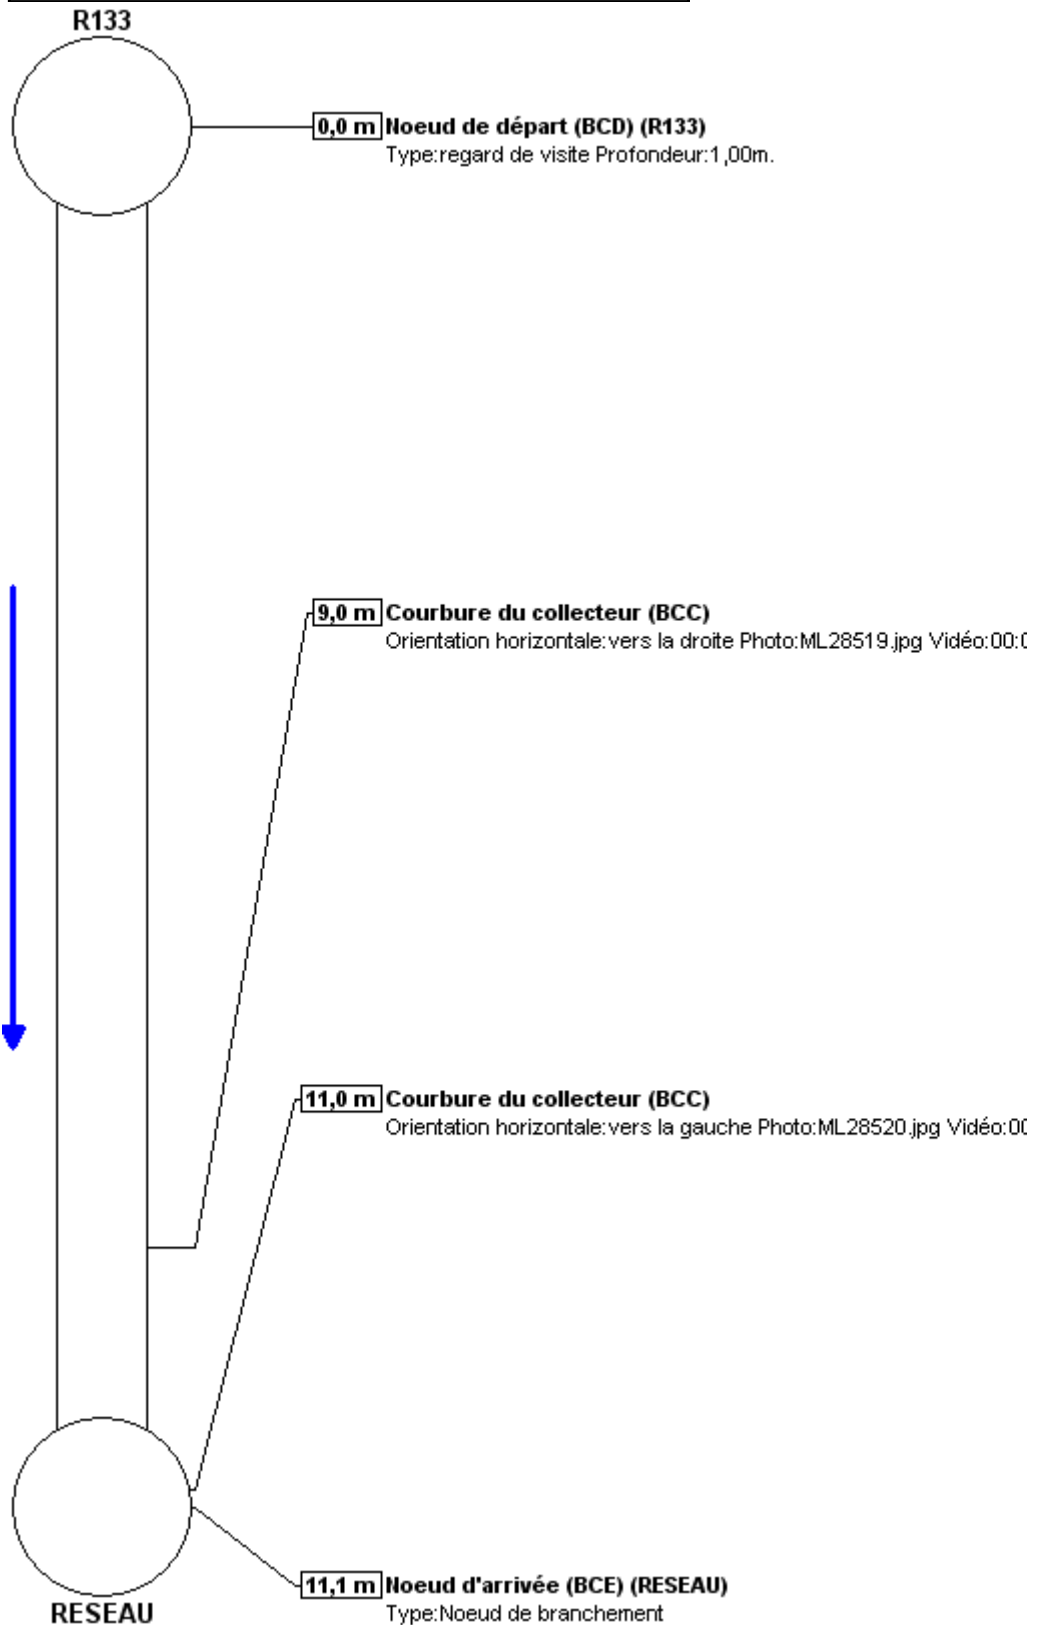 R133
0,0 m Noeud de départ (BCD) (R133)
Type:regard de visite Profondeur:1,00m.
9,0 m Courbure du collecteur (BCC)
Orientation horizontale:vers la droite Photo:ML28519.jpg Vidéo:00:
11,0 m Courbure du collecteur (BCC)
Orientation horizontale:vers la gauche Photo:ML28520.jpg Vidéo:00
11,1 m Noeud d'arrivée (BCE) (RESEAU)
Type:Noeud de branchement
RESEAU